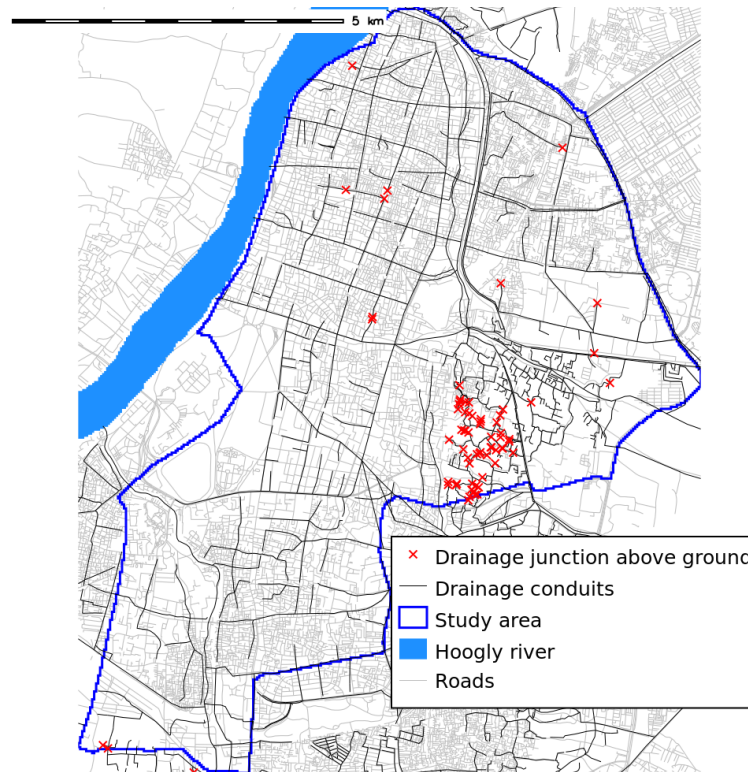 5 km
Drainage junction above ground
Drainage conduits
Study area
Hoogly river
Roads